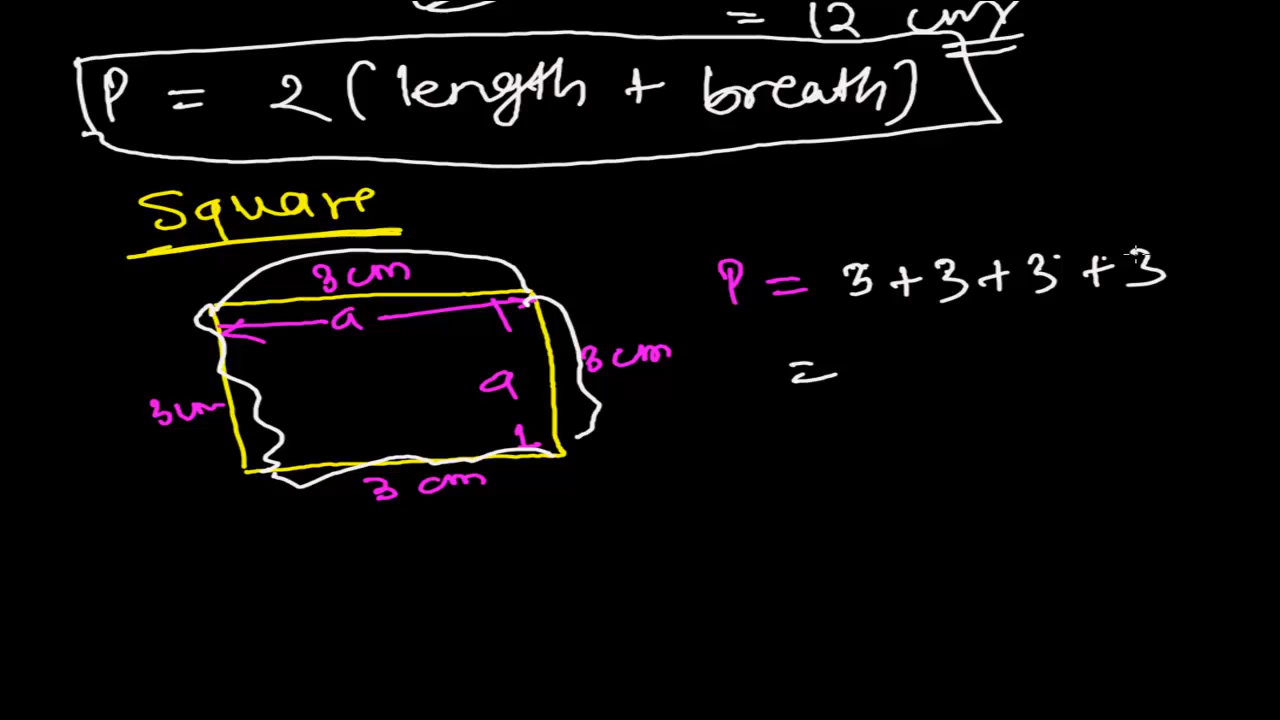 = 12 cm
P = 2 (length + breath)
Square
3 cm
P = 3 + 3 + 3 + 3
a
3 cm
=
a
3 cm
3 cm